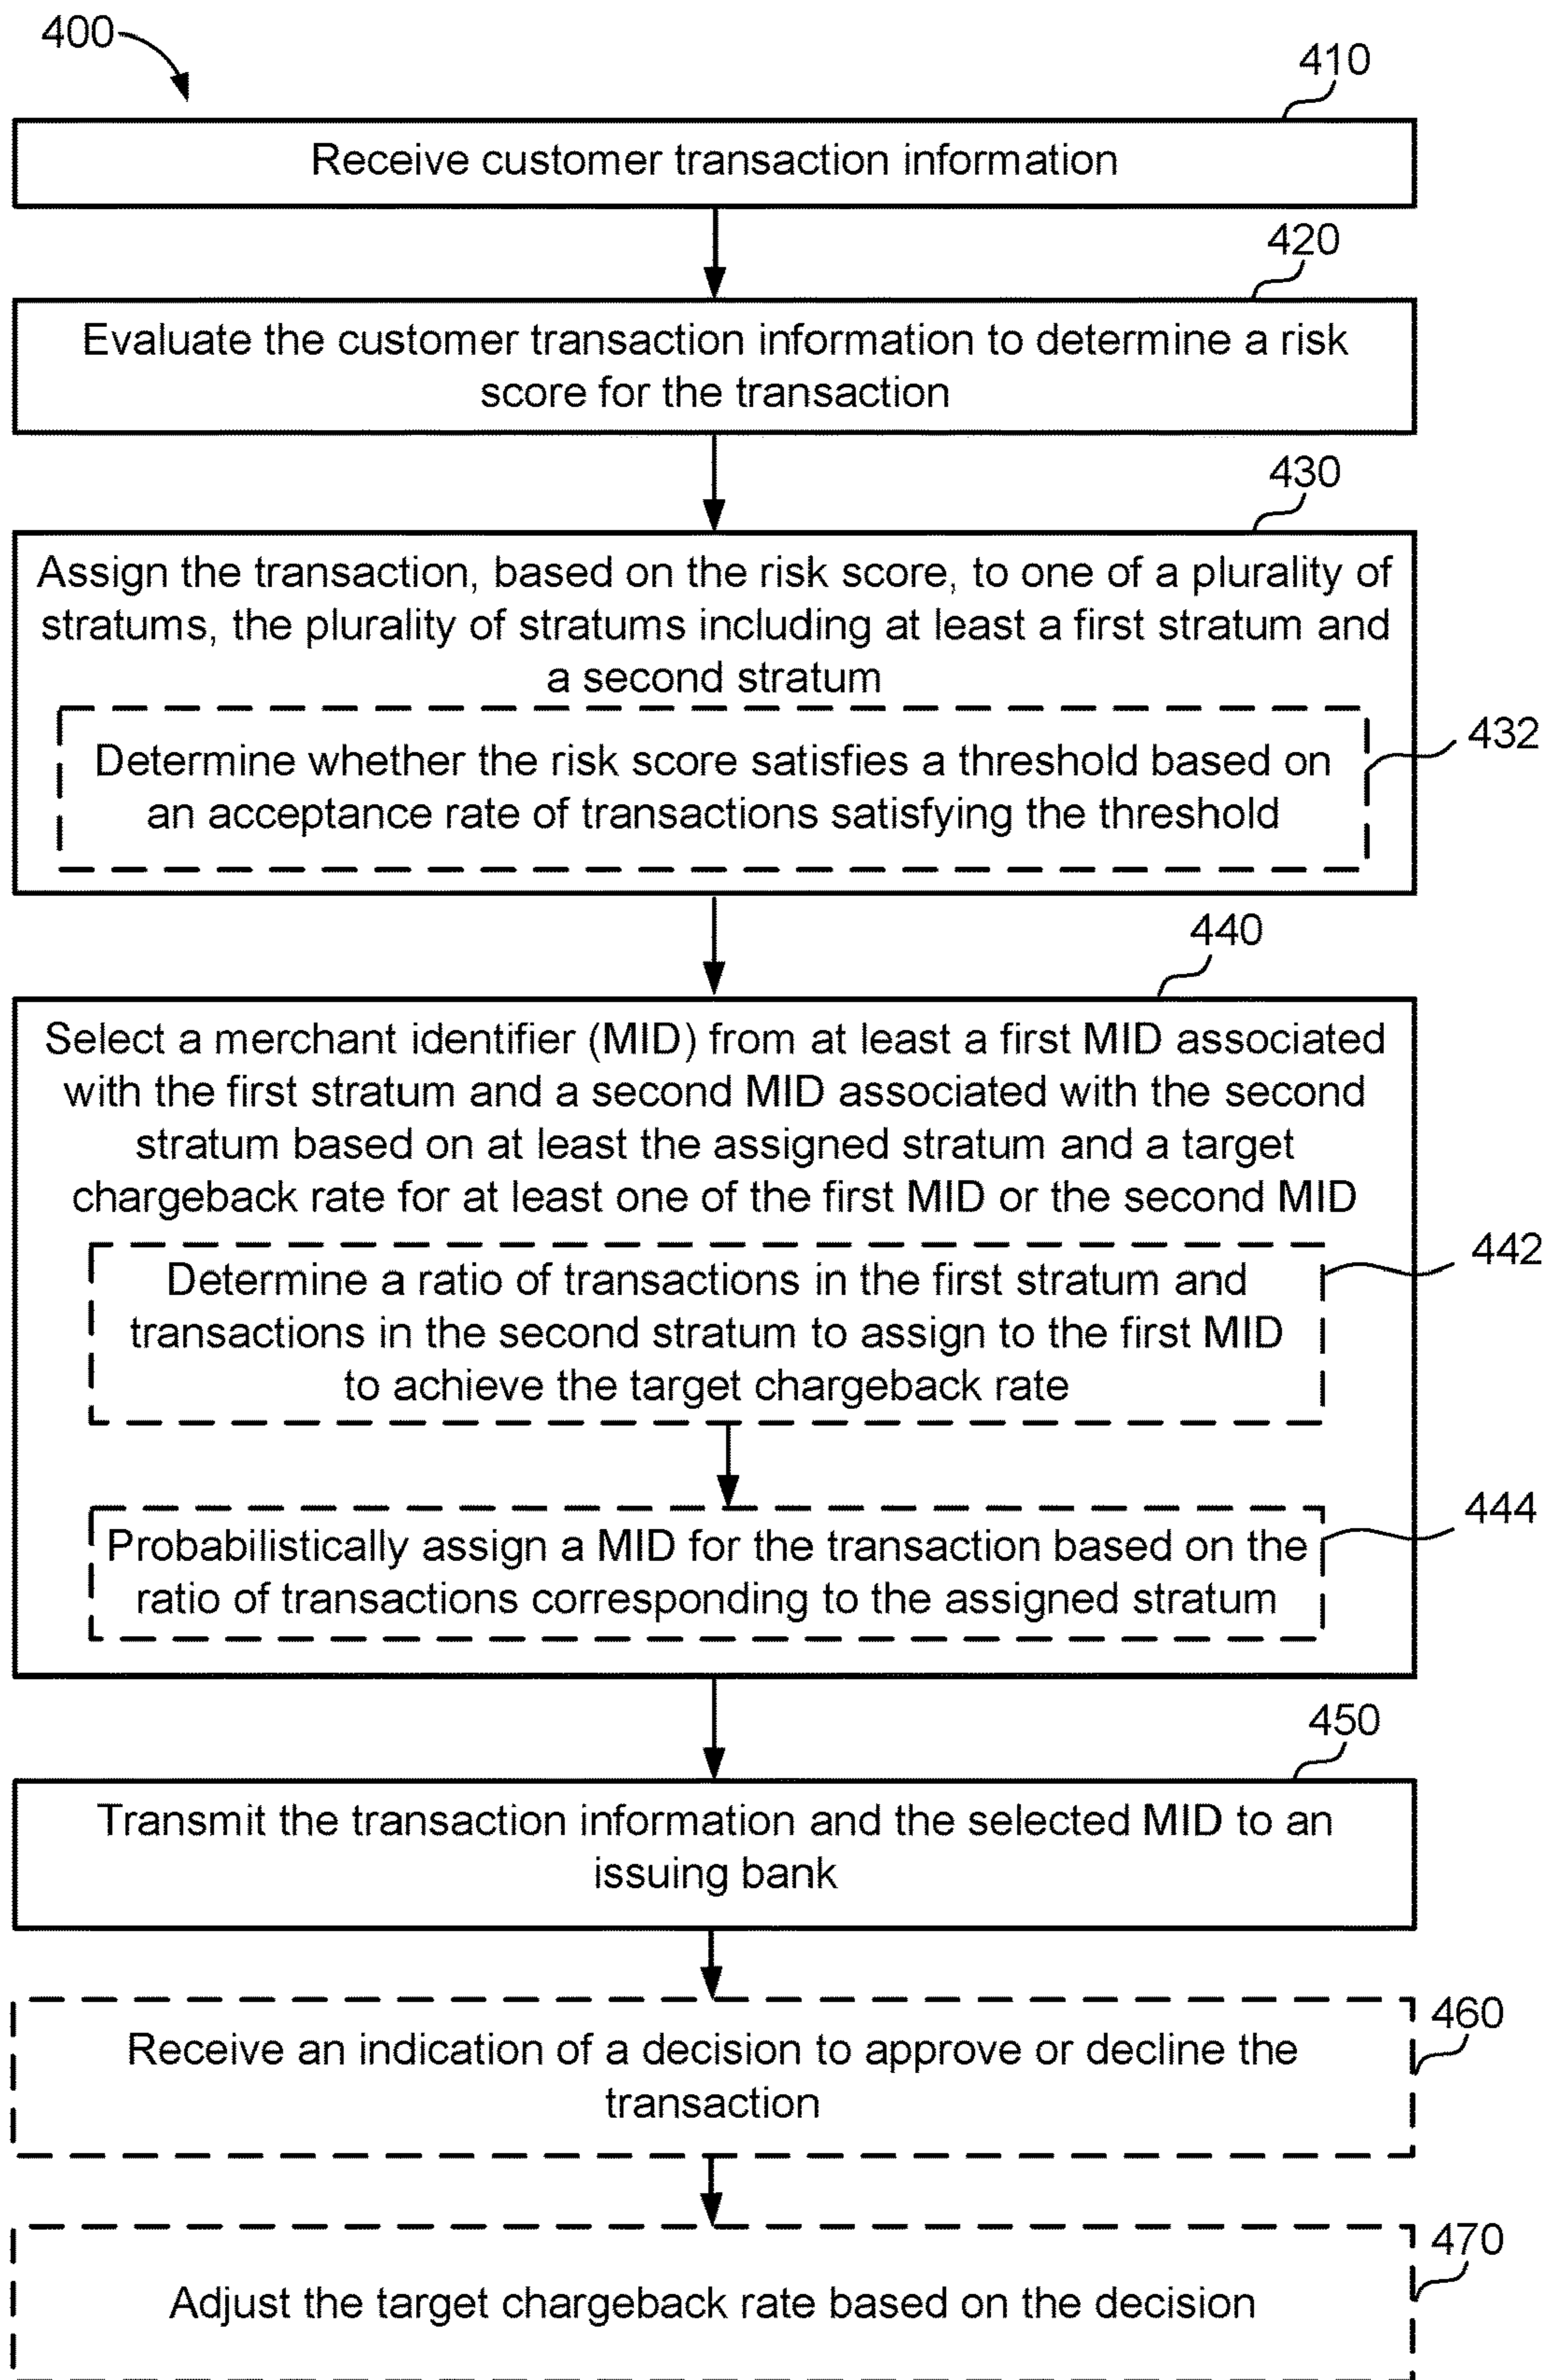 400
410
Receive customer transaction information
420
Evaluate the customer transaction information to determine a risk
score for the transaction
430
Assign the transaction, based on the risk score, to one of a plurality of
stratums, the plurality of stratums including at least a first stratum and
a second stratum
432
Determine whether the risk score satisfies a threshold based on
an acceptance rate of transactions satisfying the threshold
440
Select a merchant identifier (MID) from at least a first MID associated
with the first stratum and a second MID associated with the second
stratum based on at least the assigned stratum and a target
chargeback rate for at least one of the first MID or the second MID
442
Determine a ratio of transactions in the first stratum and
transactions in the second stratum to assign to the first MID
to achieve the target chargeback rate
444
Probabilistically assign a MID for the transaction based on the
ratio of transactions corresponding to the assigned stratum
450
Transmit the transaction information and the selected MID to an
issuing bank
460
Receive an indication of a decision to approve or decline the
transaction
470
Adjust the target chargeback rate based on the decision